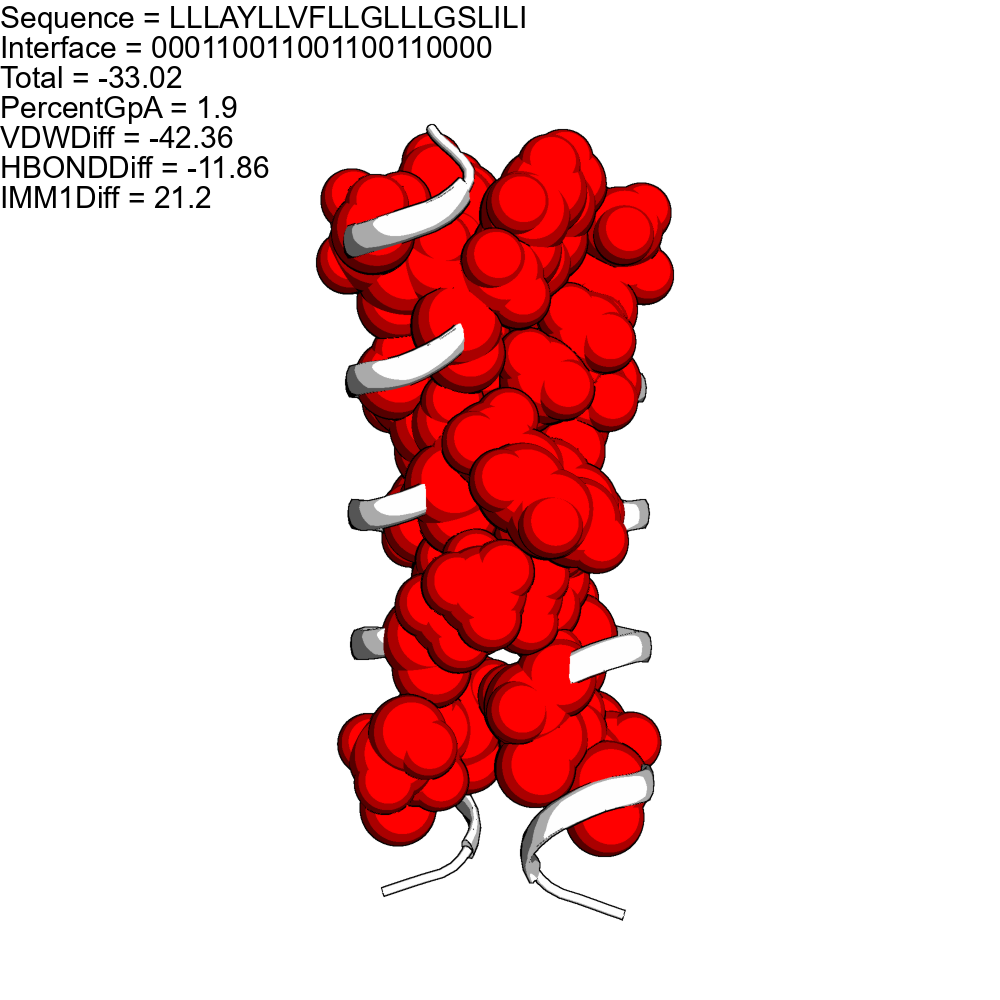 Sequence = LLLAYLLVFLLGLLLGSLILI
Interface = 000110011001100110000
Total = -33.02
PercentGpA = 1.9
VDWDiff = -42.36
HBONDDiff = -11.86
IMM1Diff = 21.2